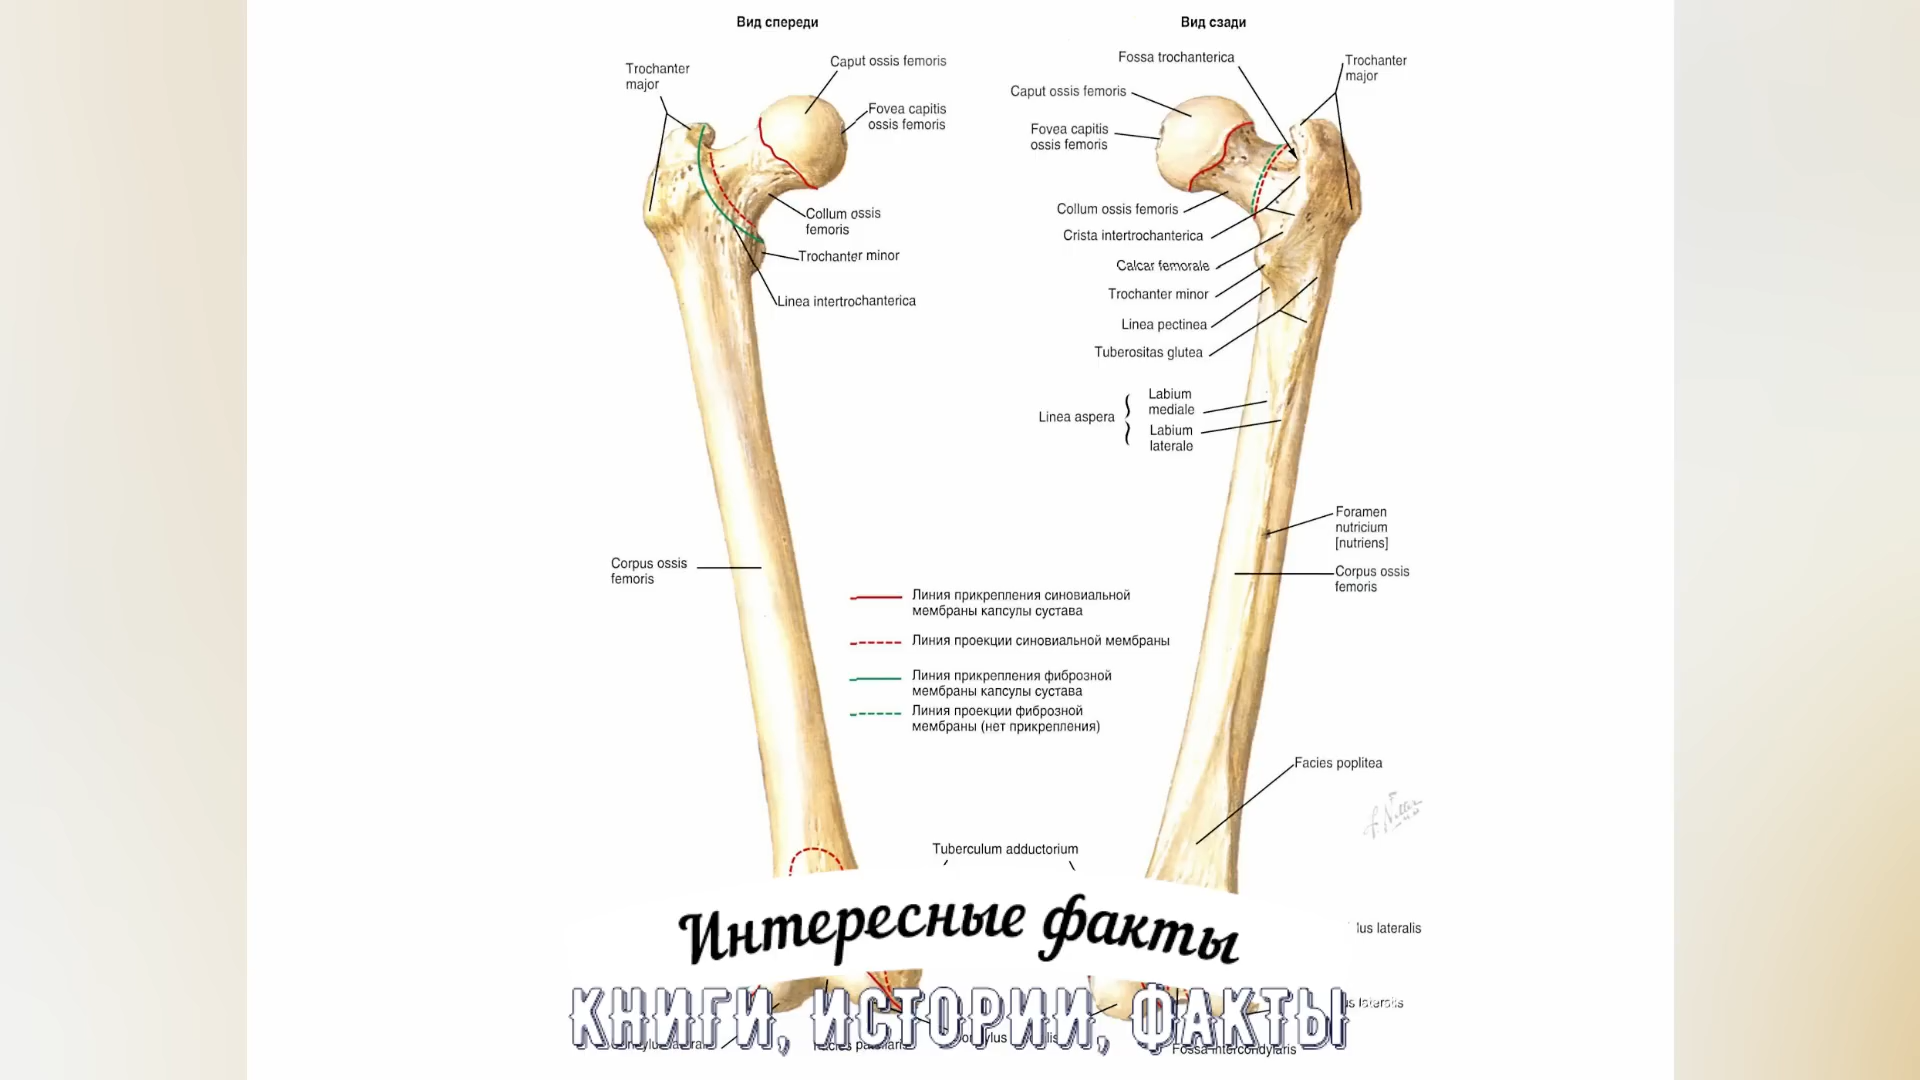 Вид спереди
Trochanter
major
Caput ossis femoris
Fovea capitis
ossis femoris
Collum ossis
femoris
Trochanter minor
Linea intertrochanterica
Corpus ossis
femoris
Вид сзади
Fossa trochanterica
Trochanter
major
Caput ossis femoris
Fovea capitis
ossis femoris
Collum ossis femoris
Crista intertrochanterica
Calcar femorale
Trochanter minor
Linea pectinea
Tuberositas glutea
Linea aspera
Labium
mediale
Labium
laterale
Foramen
nutricium
[nutriens]
Corpus ossis
femoris
Линия прикрепления синовиальной
мембраны капсулы сустава
Линия проекции синовиальной мембраны
Линия прикрепления фиброзной
мембраны капсулы сустава
Линия проекции фиброзной
мембраны (нет прикрепления)
Facies poplitea
Tuberculum adductorium
Интересные факты
lus lateralis
КНИГИ, ИСТОРИИ, ФАКТЫ
Fossa intercondylaris